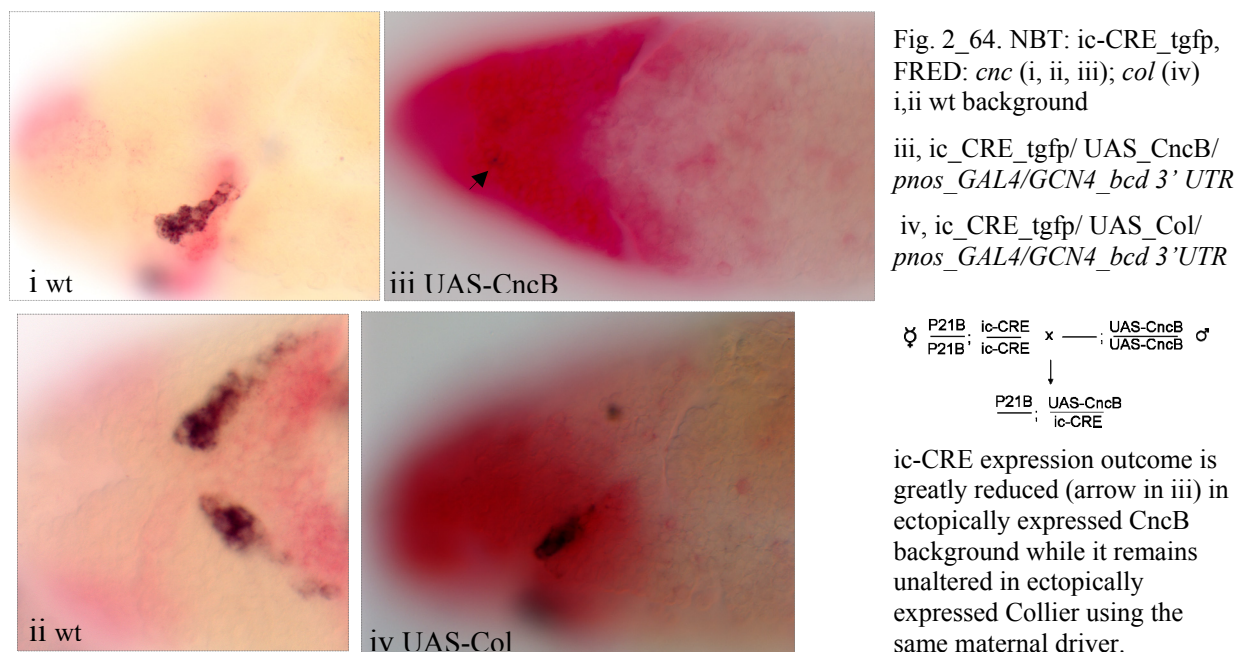 i wt
iii UAS-CncB
ii wt
iv UAS-Col
Fig. 2_64. NBT: ic-CRE_tgfp,
FRED: cnc (i, ii, iii); col (iv)
i,ii wt background
iii, ic_CRE_tgfp/ UAS_CncB/
pnos_GAL4/GCN4_bcd 3’ UTR
iv, ic_CRE_tgfp/ UAS_Col/
pnos_GAL4/GCN4_bcd 3’UTR
☿ P21B ic-CRE UAS-CncB
; x ; ♂
P21B ic-CRE UAS-CncB
P21B UAS-CncB
;
ic-CRE
ic-CRE expression outcome is
greatly reduced (arrow in iii) in
ectopically expressed CncB
background while it remains
unaltered in ectopically
expressed Collier using the
same maternal driver.